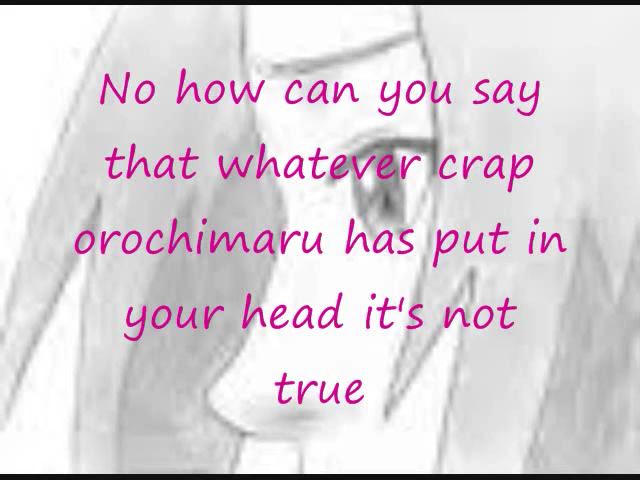 No how can you say
that whatever crap
orochimaru has put in
your head it's not
true